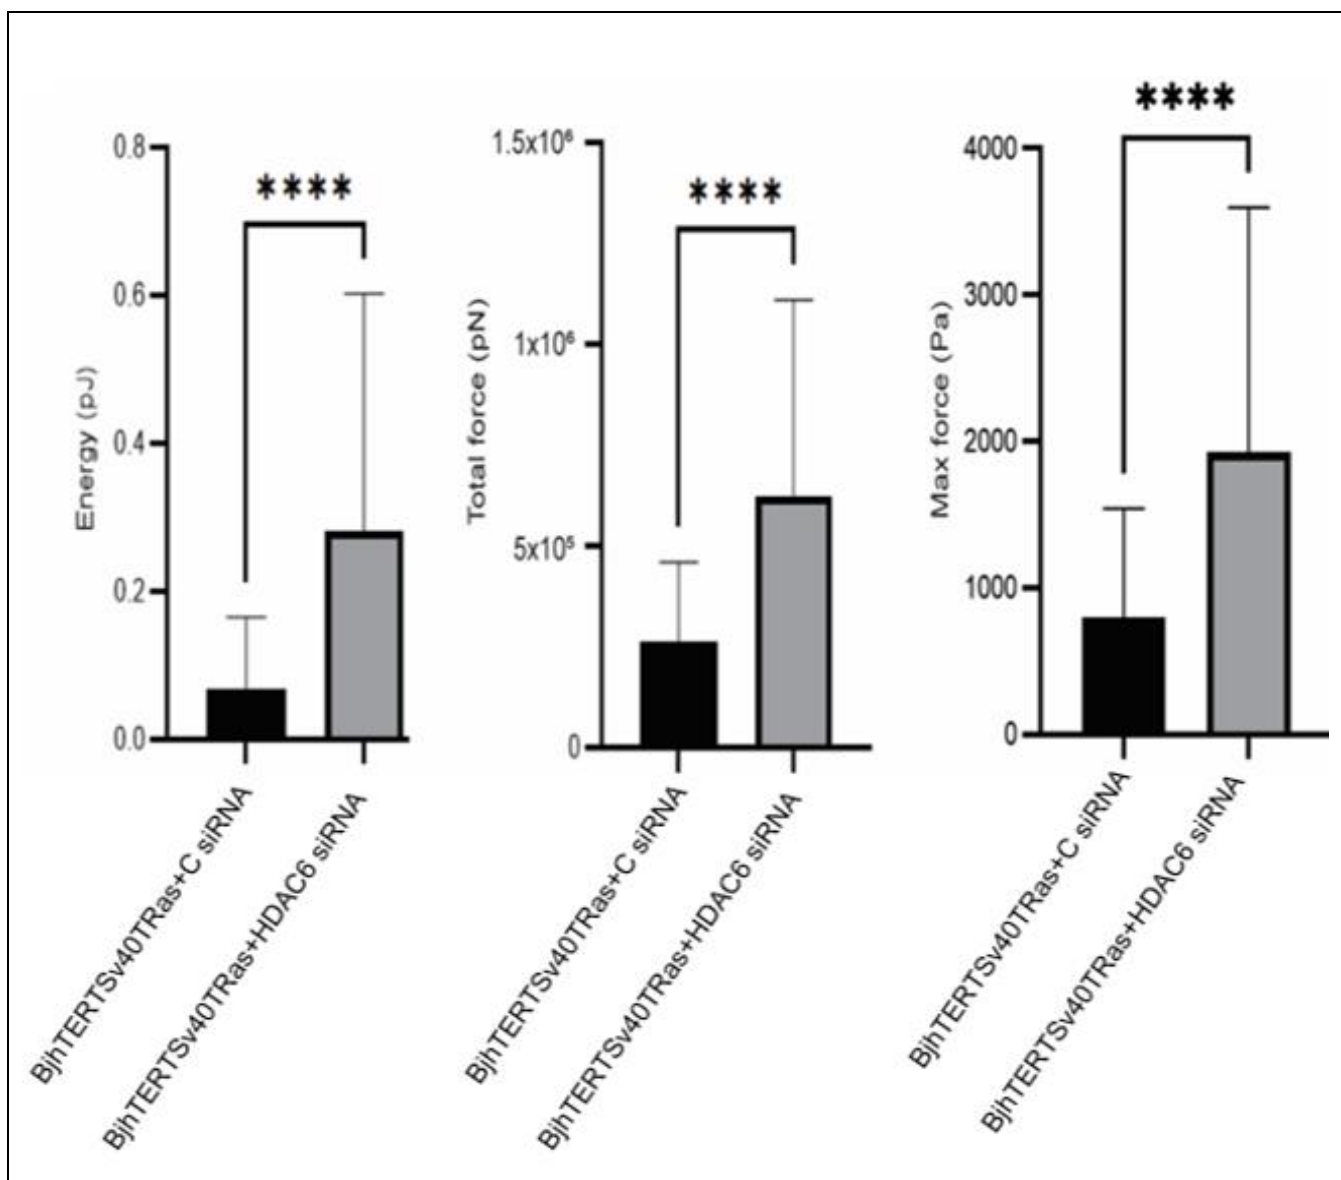 ****
0.8
0.6
0.4
0.2
0.0
Energy (pJ)
BjhTERTSv40TRas+C siRNA
BjhTERTSv40TRas+HDAC6 siRNA
****
1.5x10⁶
1x10⁶
5x10⁵
0
Total force (pN)
BjhTERTSv40TRas+C siRNA
BjhTERTSv40TRas+HDAC6 siRNA
****
4000
3000
2000
1000
0
Max force (Pa)
BjhTERTSv40TRas+C siRNA
BjhTERTSv40TRas+HDAC6 siRNA